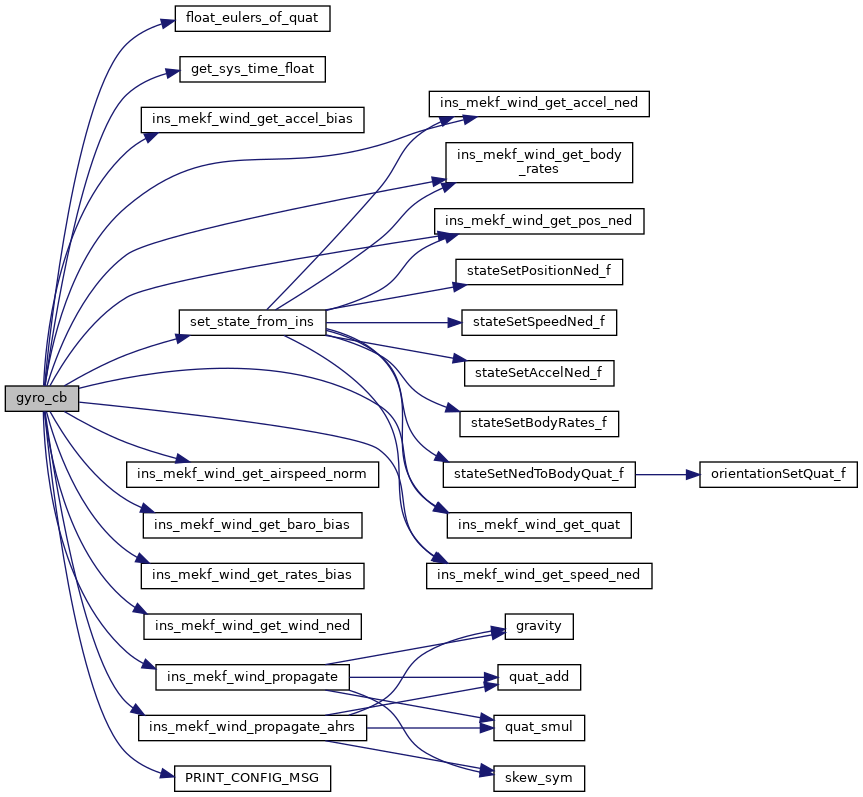 float_eulers_of_quat
get_sys_time_float
ins_mekf_wind_get_accel_bias
ins_mekf_wind_get_accel_ned
ins_mekf_wind_get_body
_rates
ins_mekf_wind_get_pos_ned
stateSetPositionNed_f
set_state_from_ins
stateSetSpeedNed_f
stateSetAccelNed_f
gyro_cb
stateSetBodyRates_f
ins_mekf_wind_get_airspeed_norm
stateSetNedToBodyQuat_f
orientationSetQuat_f
ins_mekf_wind_get_baro_bias
ins_mekf_wind_get_quat
ins_mekf_wind_get_rates_bias
ins_mekf_wind_get_speed_ned
ins_mekf_wind_get_wind_ned
gravity
ins_mekf_wind_propagate
quat_add
ins_mekf_wind_propagate_ahrs
quat_smul
PRINT_CONFIG_MSG
skew_sym